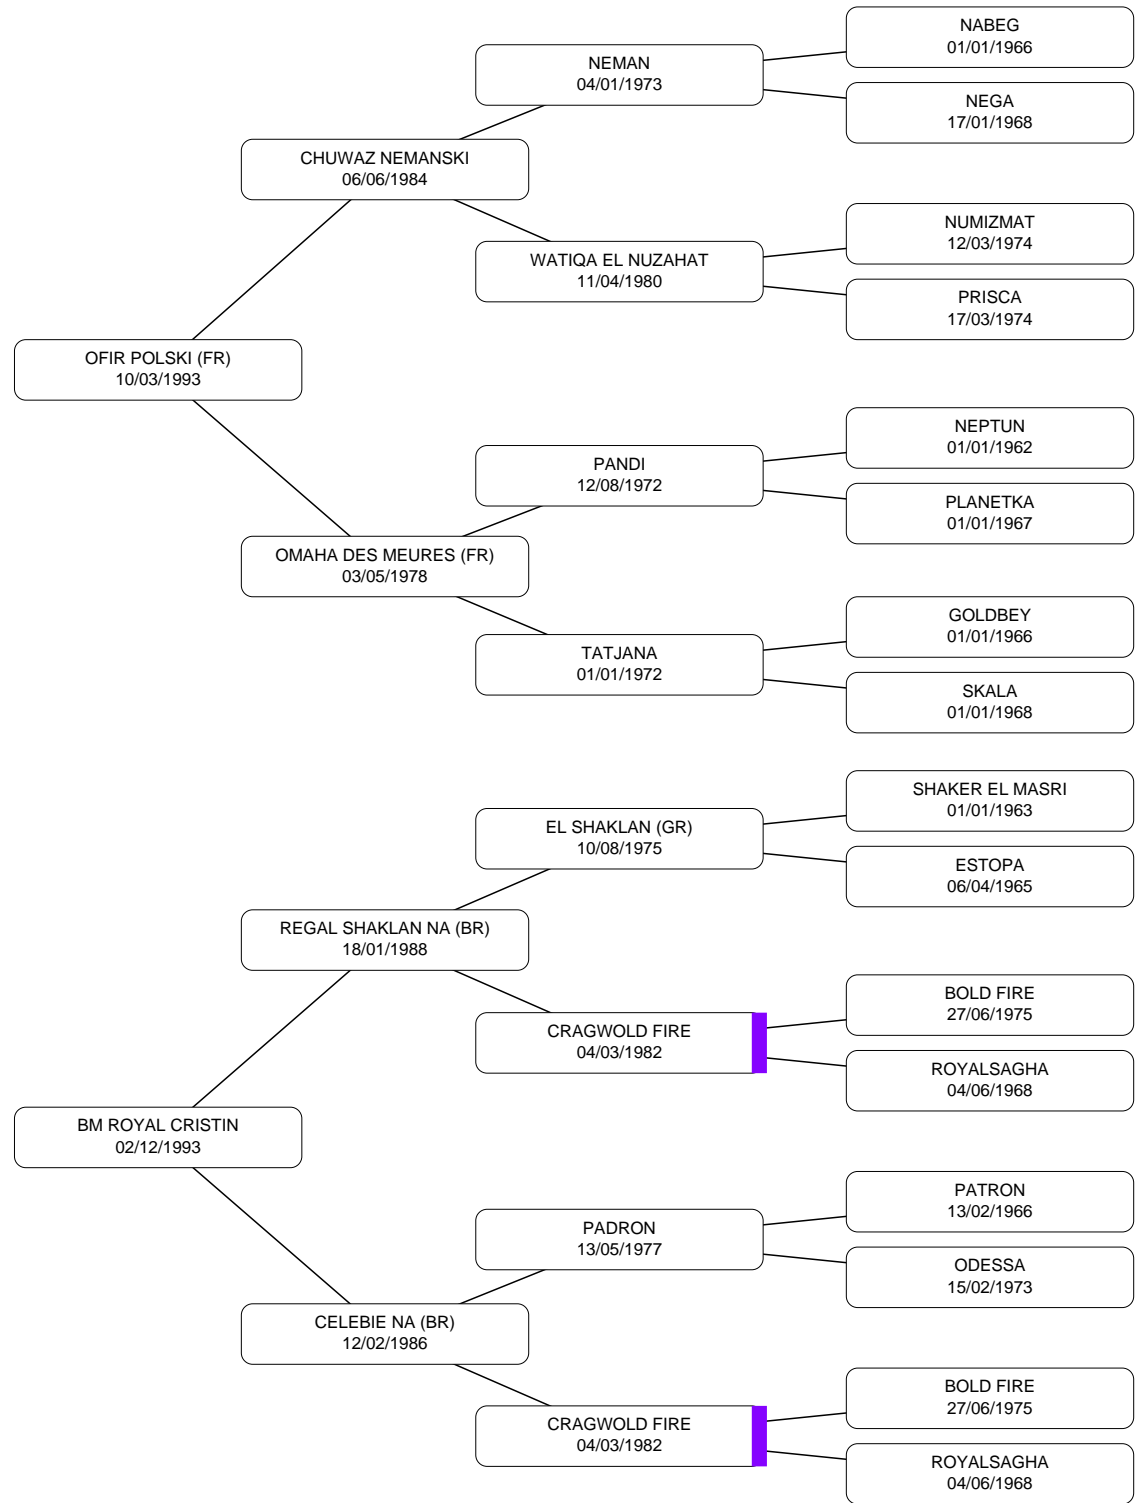 NABEG
01/01/1966
NEMAN
04/01/1973
NEGA
17/01/1968
CHUWAZ NEMANSKI
06/06/1984
NUMIZMAT
12/03/1974
WATIQA EL NUZAHAT
11/04/1980
PRISCA
17/03/1974
OFIR POLSKI (FR)
10/03/1993
NEPTUN
01/01/1962
PANDI
12/08/1972
PLANETKA
01/01/1967
OMAHA DES MEURES (FR)
03/05/1978
GOLDBEY
01/01/1966
TATJANA
01/01/1972
SKALA
01/01/1968
SHAKER EL MASRI
01/01/1963
EL SHAKLAN (GR)
10/08/1975
ESTOPA
06/04/1965
REGAL SHAKLAN NA (BR)
18/01/1988
BOLD FIRE
27/06/1975
CRAGWOLD FIRE
04/03/1982
ROYALSAGHA
04/06/1968
BM ROYAL CRISTIN
02/12/1993
PATRON
13/02/1966
PADRON
13/05/1977
ODESSA
15/02/1973
CELEBIE NA (BR)
12/02/1986
BOLD FIRE
27/06/1975
CRAGWOLD FIRE
04/03/1982
ROYALSAGHA
04/06/1968